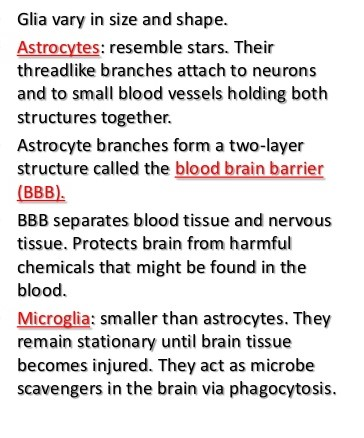 Glia vary in size and shape.
Astrocytes: resemble stars. Their
threadlike branches attach to neurons
and to small blood vessels holding both
structures together.
Astrocyte branches form a two-layer
structure called the blood brain barrier
(BBB).
BBB separates blood tissue and nervous
tissue. Protects brain from harmful
chemicals that might be found in the
blood.
Microglia: smaller than astrocytes. They
remain stationary until brain tissue
becomes injured. They act as microbe
scavengers in the brain via phagocytosis.